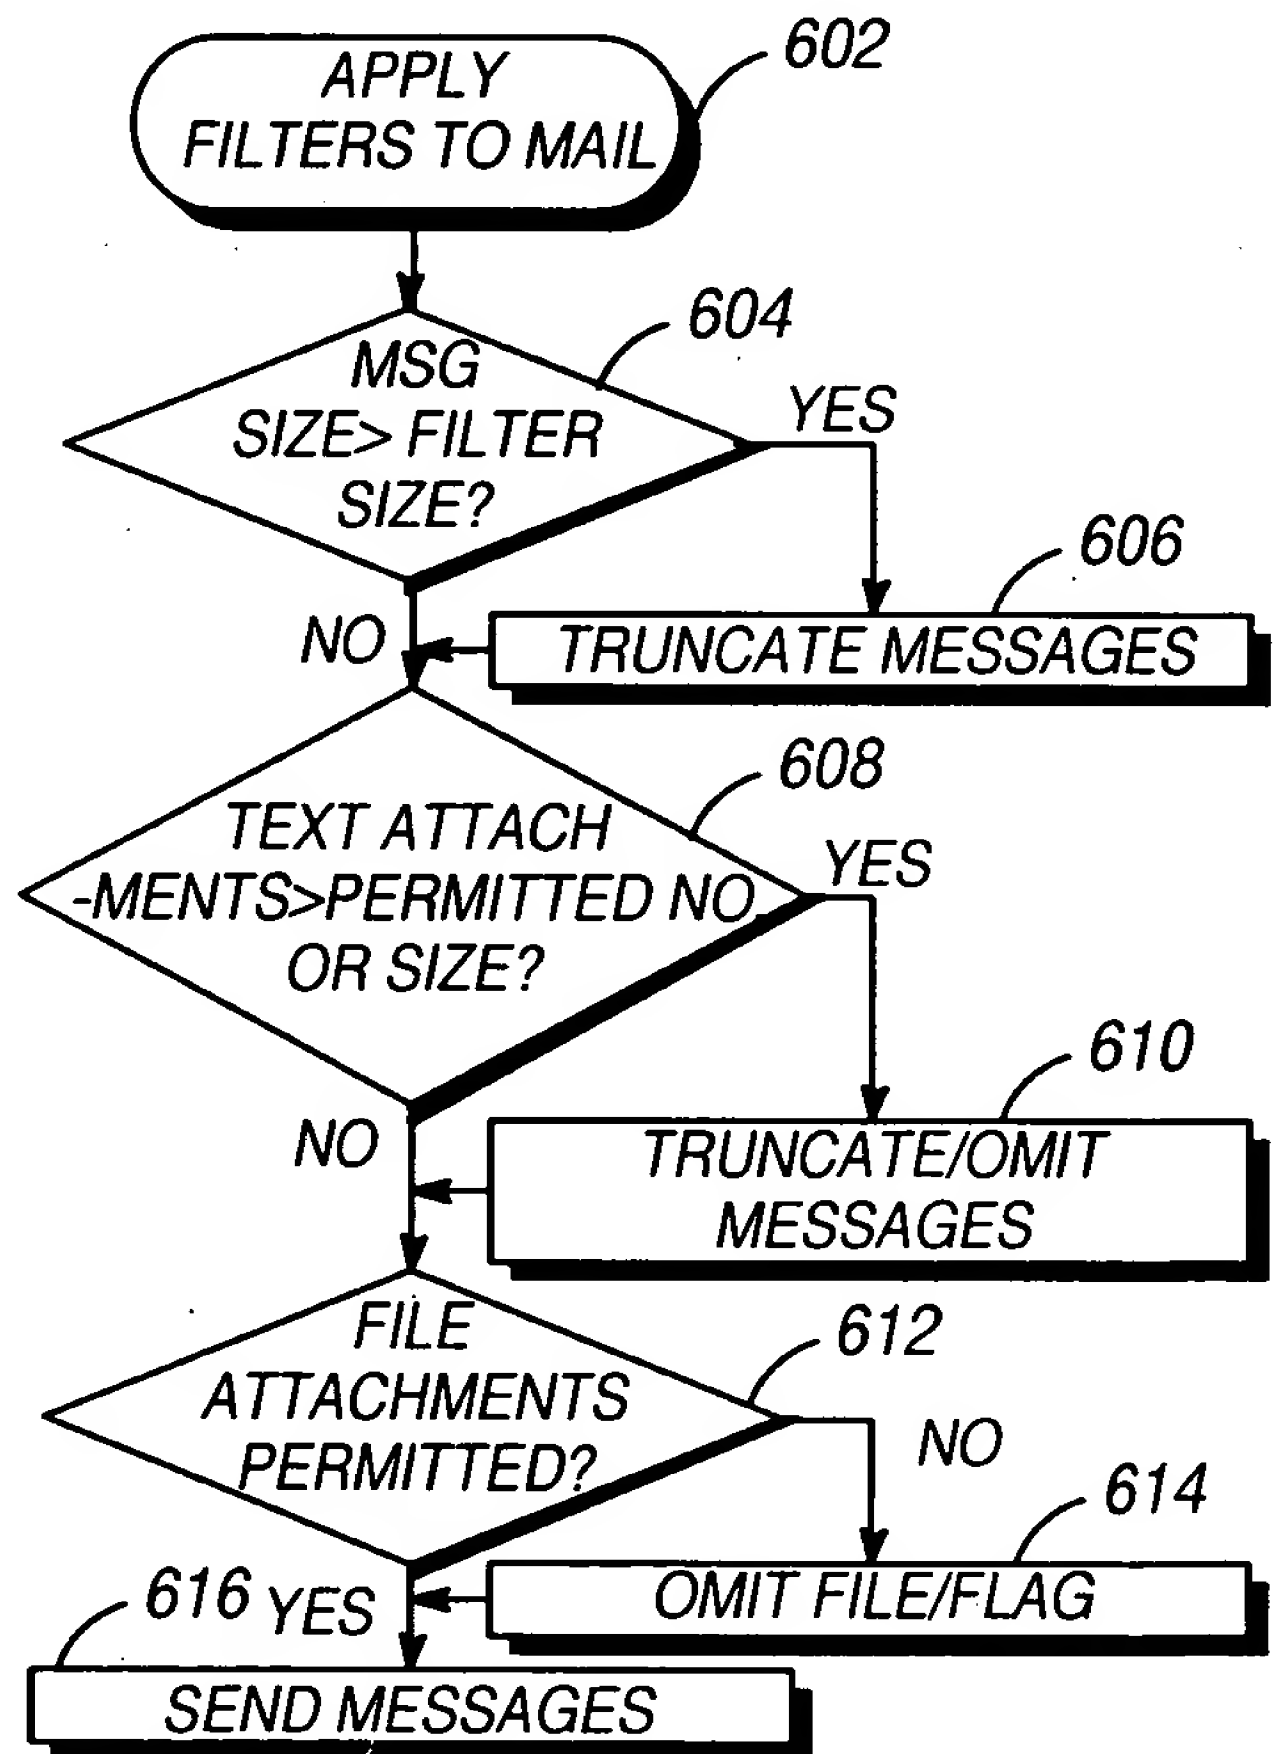 602
APPLY
FILTERS TO MAIL
604
MSG
SIZE> FILTER
SIZE?
YES
606
NO
TRUNCATE MESSAGES
608
TEXT ATTACH
-MENTS>PERMITTED NO
OR SIZE?
YES
610
NO
TRUNCATE/OMIT
MESSAGES
612
FILE
ATTACHMENTS
PERMITTED?
NO
614
616
YES
OMIT FILE/FLAG
SEND MESSAGES